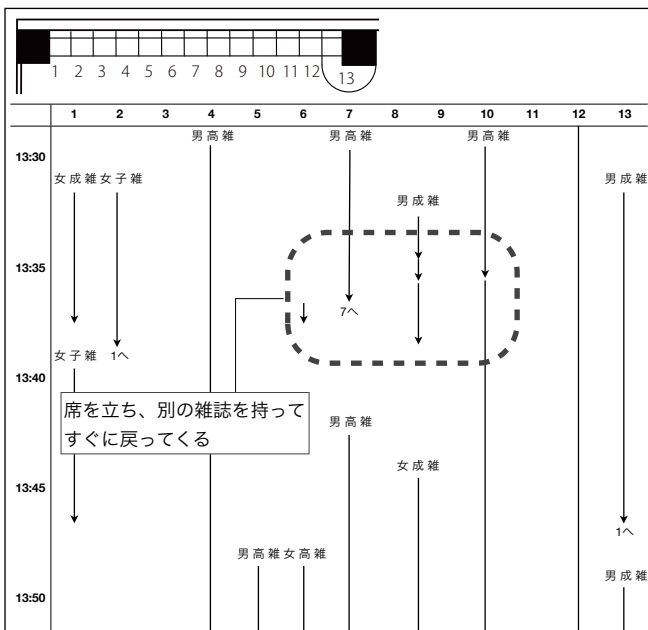 1 2 3 4 5 6 7 8 9 10 11 12 13
1 2 3 4 5 6 7 8 9 10 11 12 13
男高雑 男高雑 男高雑
13:30
女成雑 女子雑 男成雑
男成雑
13:35
7へ
女子雑 1へ
13:40
席を立ち、別の雑誌を持って
すぐに戻ってくる
男高雑
女成雑
13:45
1へ
男高雑 女高雑
男成雑
13:50